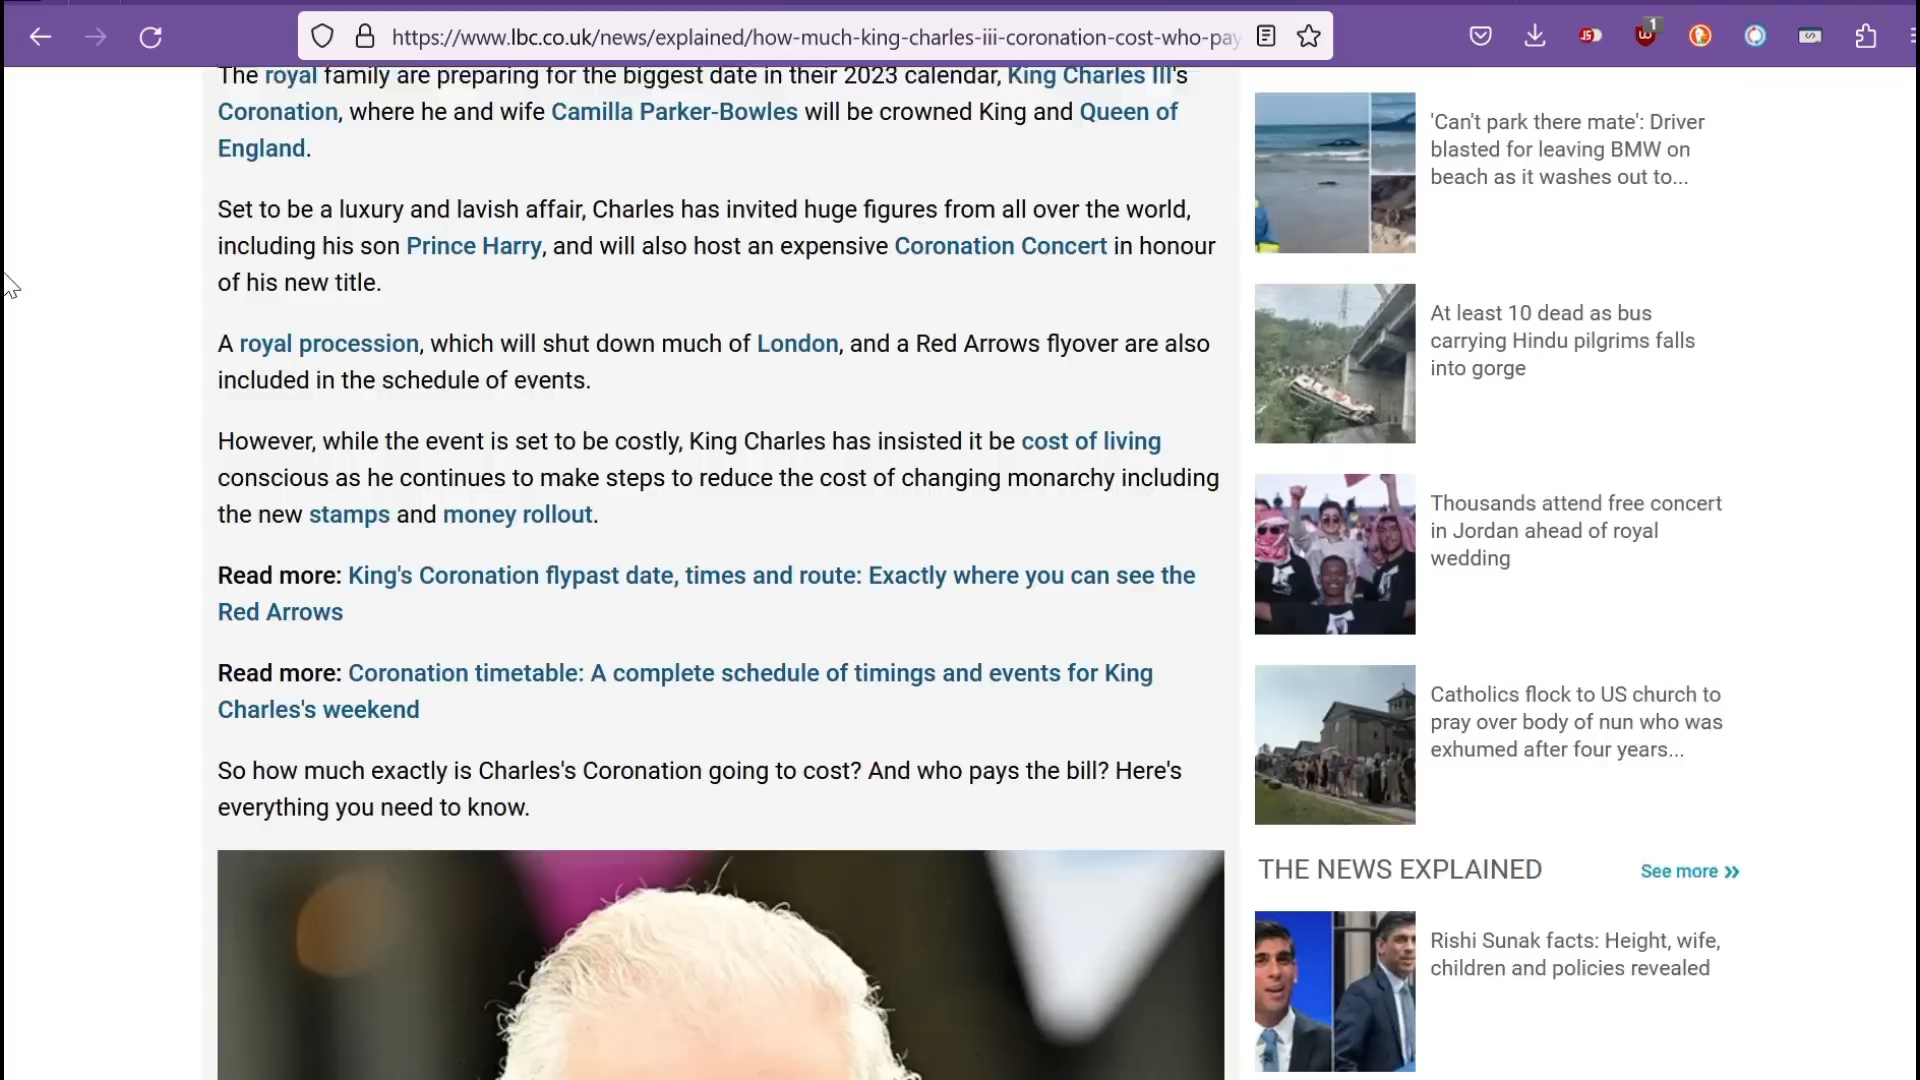 https://www.lbc.co.uk/news/explained/how-much-king-charles-iii-coronation-cost-who-pay
1
The royal family are preparing for the biggest date in their 2023 calendar, King Charles III's
Coronation, where he and wife Camilla Parker-Bowles will be crowned King and Queen of
England.
Set to be a luxury and lavish affair, Charles has invited huge figures from all over the world,
including his son Prince Harry, and will also host an expensive Coronation Concert in honour
of his new title.
A royal procession, which will shut down much of London, and a Red Arrows flyover are also
included in the schedule of events.
However, while the event is set to be costly, King Charles has insisted it be cost of living
conscious as he continues to make steps to reduce the cost of changing monarchy including
the new stamps and money rollout.
Read more: King's Coronation flypast date, times and route: Exactly where you can see the
Red Arrows
Read more: Coronation timetable: A complete schedule of timings and events for King
Charles's weekend
So how much exactly is Charles's Coronation going to cost? And who pays the bill? Here's
everything you need to know.
'Can't park there mate': Driver
blasted for leaving BMW on
beach as it washes out to...
At least 10 dead as bus
carrying Hindu pilgrims falls
into gorge
Thousands attend free concert
in Jordan ahead of royal
wedding
Catholics flock to US church to
pray over body of nun who was
exhumed after four years...
THE NEWS EXPLAINED
See more »
Rishi Sunak facts: Height, wife,
children and policies revealed